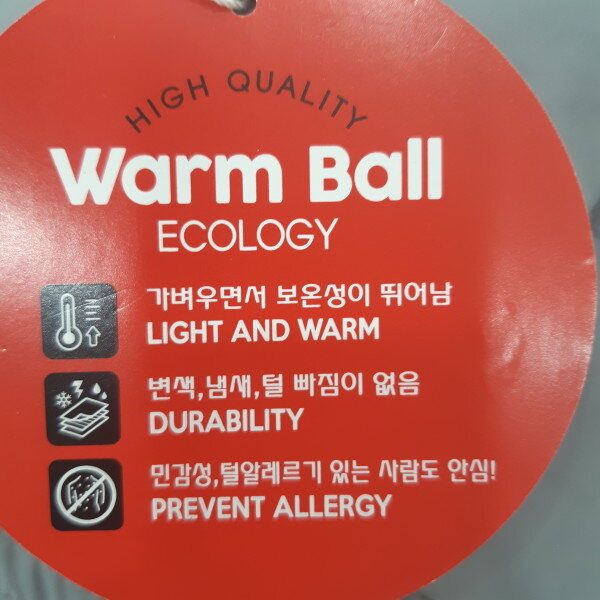 HIGH QUALITY
Warm Ball
ECOLOGY
가벼우면서 보온성이 뛰어남
LIGHT AND WARM
변색,냄새,털 빠짐이 없음
DURABILITY
민감성,털알레르기 있는 사람도 안심!
PREVENT ALLERGY